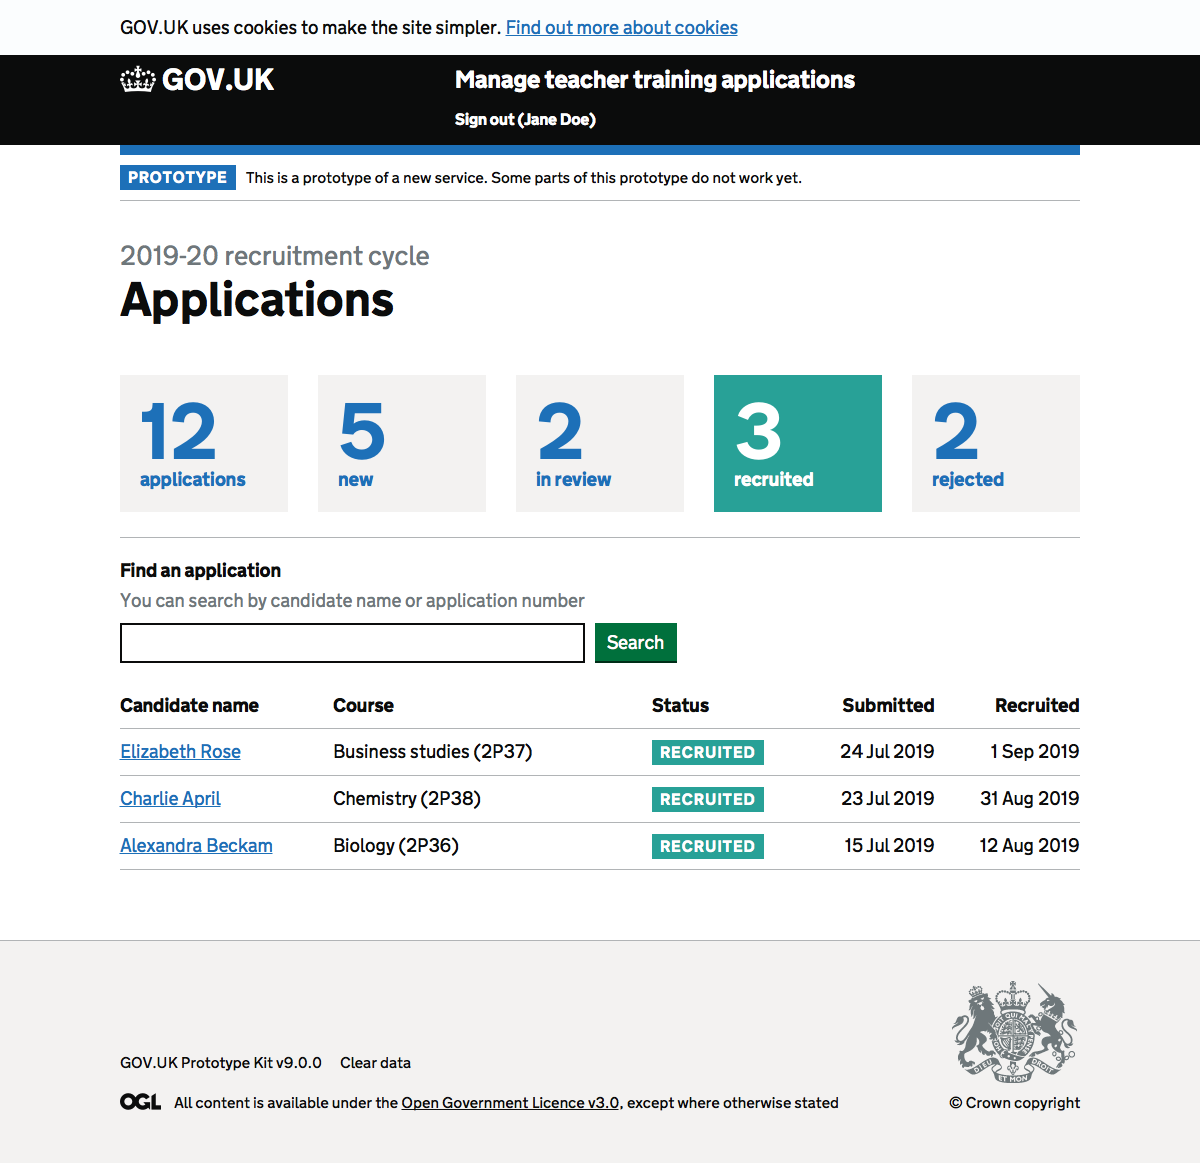 GOV.UK uses cookies to make the site simpler. Find out more about cookies
GOV.UK
Manage teacher training applications
Sign out (Jane Doe)
PROTOTYPE This is a prototype of a new service. Some parts of this prototype do not work yet.
2019-20 recruitment cycle
Applications
12
applications
5
new
2
in review
3
recruited
2
rejected
Find an application
You can search by candidate name or application number
Search
Candidate name Course Status Submitted Recruited
Elizabeth Rose Business studies (2P37) RECRUITED 24 Jul 2019 1 Sep 2019
Charlie April Chemistry (2P38) RECRUITED 23 Jul 2019 31 Aug 2019
Alexandra Beckam Biology (2P36) RECRUITED 15 Jul 2019 12 Aug 2019
GOV.UK Prototype Kit v9.0.0 Clear data
DIEU ET MON DROIT
OGL All content is available under the Open Government Licence v3.0, except where otherwise stated
© Crown copyright